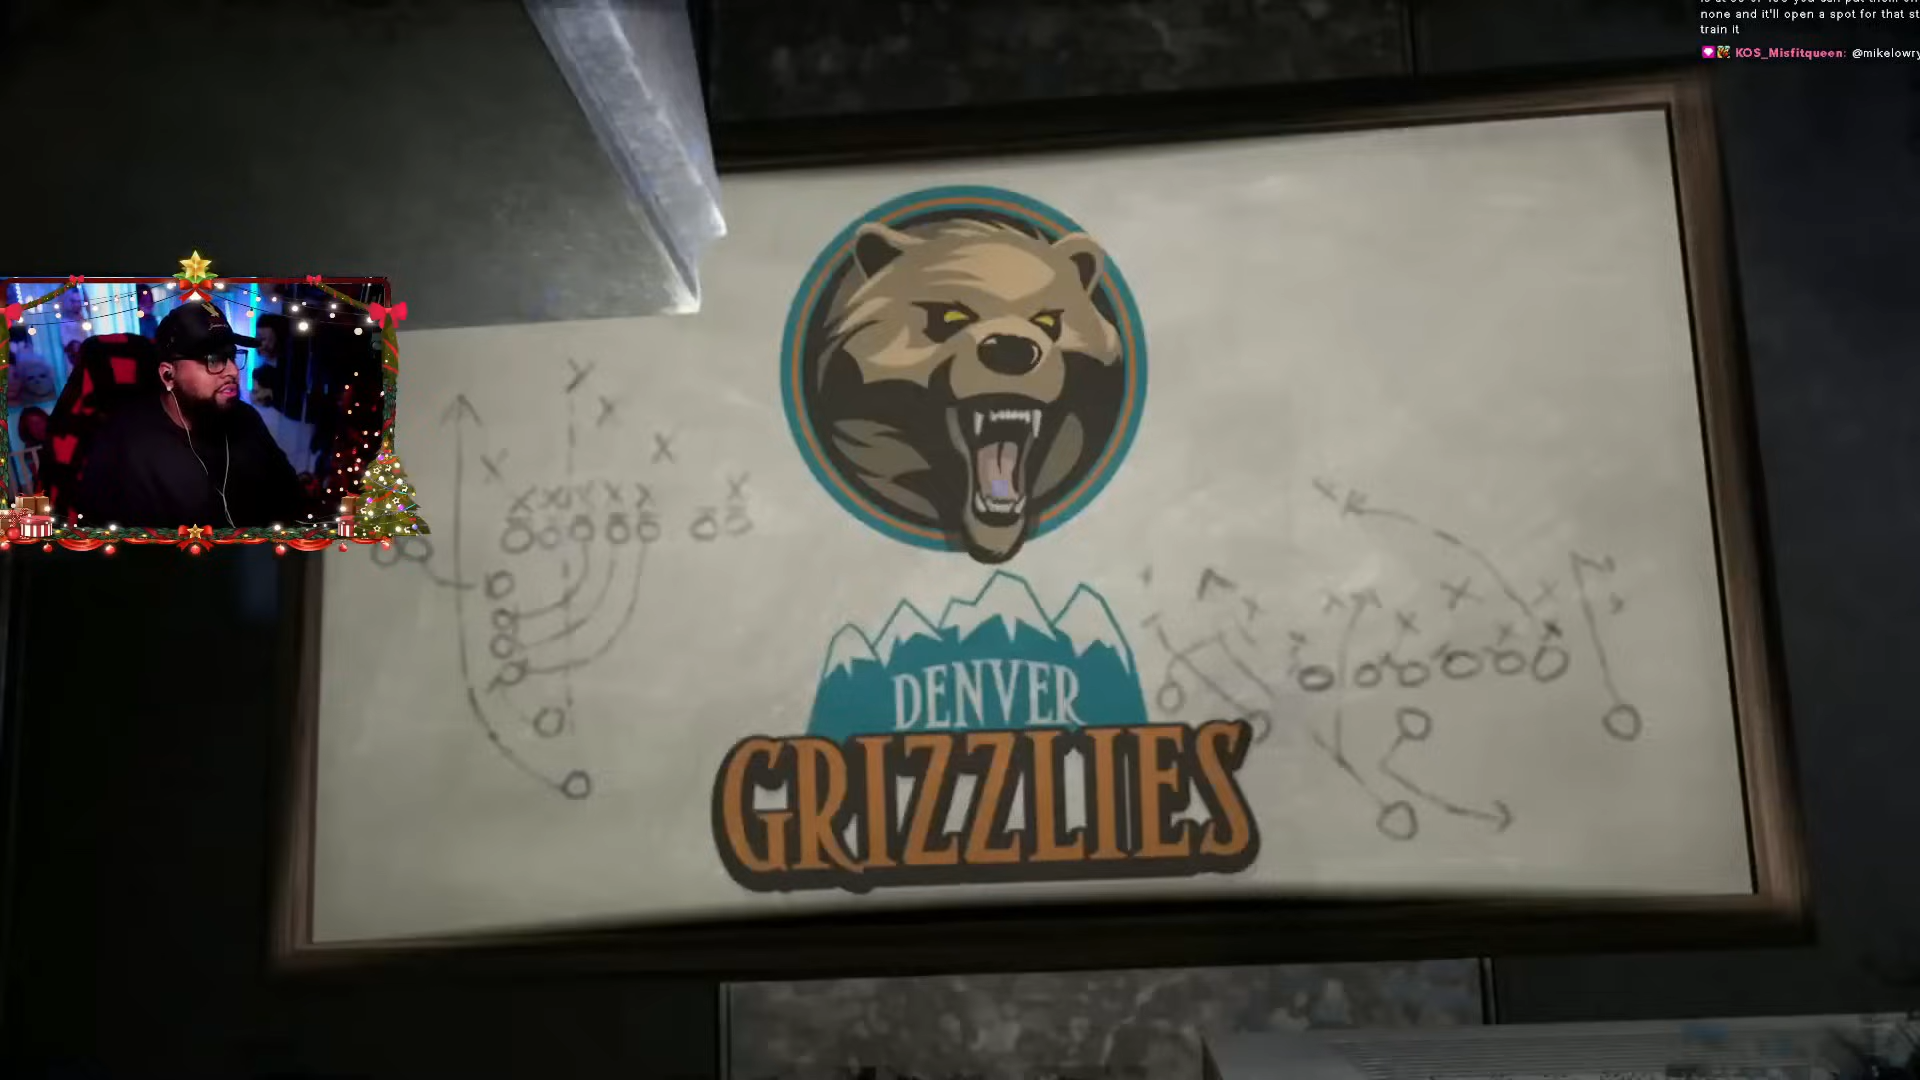 none and it'll open a spot for that st
train it
KOS_Misfitqueen: @mikelowry
DENVER
GRIZZLIES